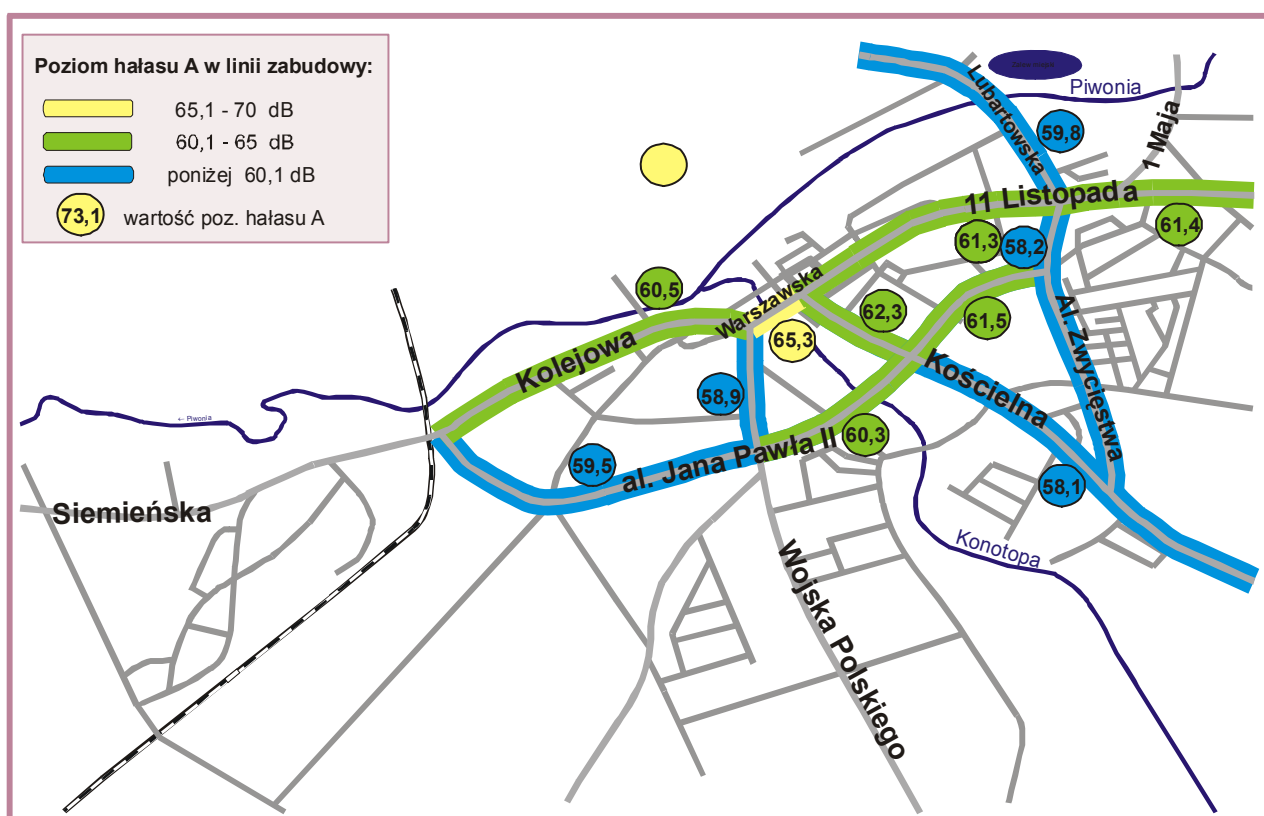 Poziom hałasu A w linii zabudowy:
65,1 - 70 dB
60,1 - 65 dB
poniżej 60,1 dB
73,1 wartość poz. hałasu A
Lubartowska
Piwonia
59,8
1 Maja
11 Listopada
61,3
58,2
61,4
60,5
Warszawska
62,3
61,5
Al. Zwycięstwa
65,3
Kolejowa
58,9
Kościelna
← Piwonia
60,3
59,5
al. Jana Pawła II
58,1
Siemieńska
Wojska Polskiego
Konotopa